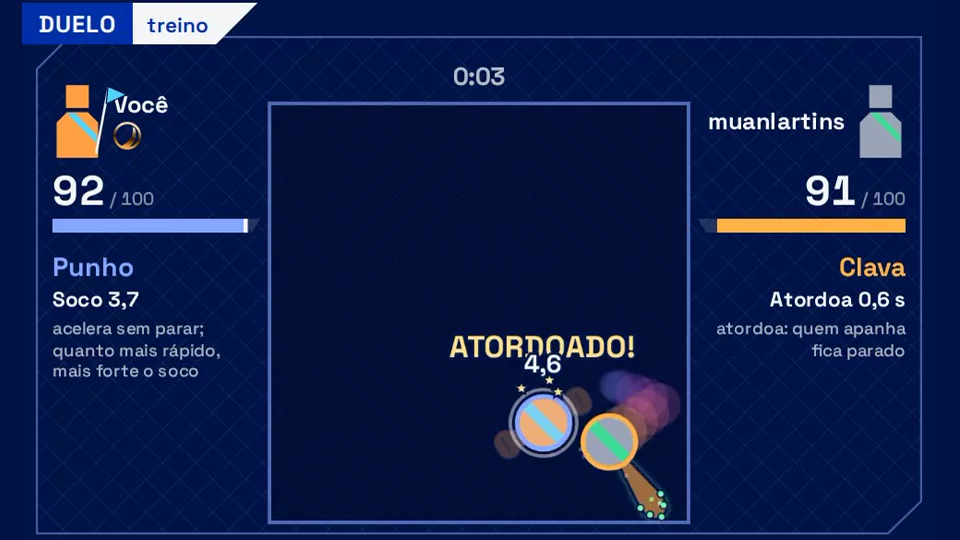 DUELO treino
0:03
Você
92 / 100
Punho
Soco 3,7
acelera sem parar;
quanto mais rápido,
mais forte o soco
ATORDOADO!
4,6
muanlartins
91 / 100
Clava
Atordoa 0,6 s
atordoa: quem apanha
fica parado